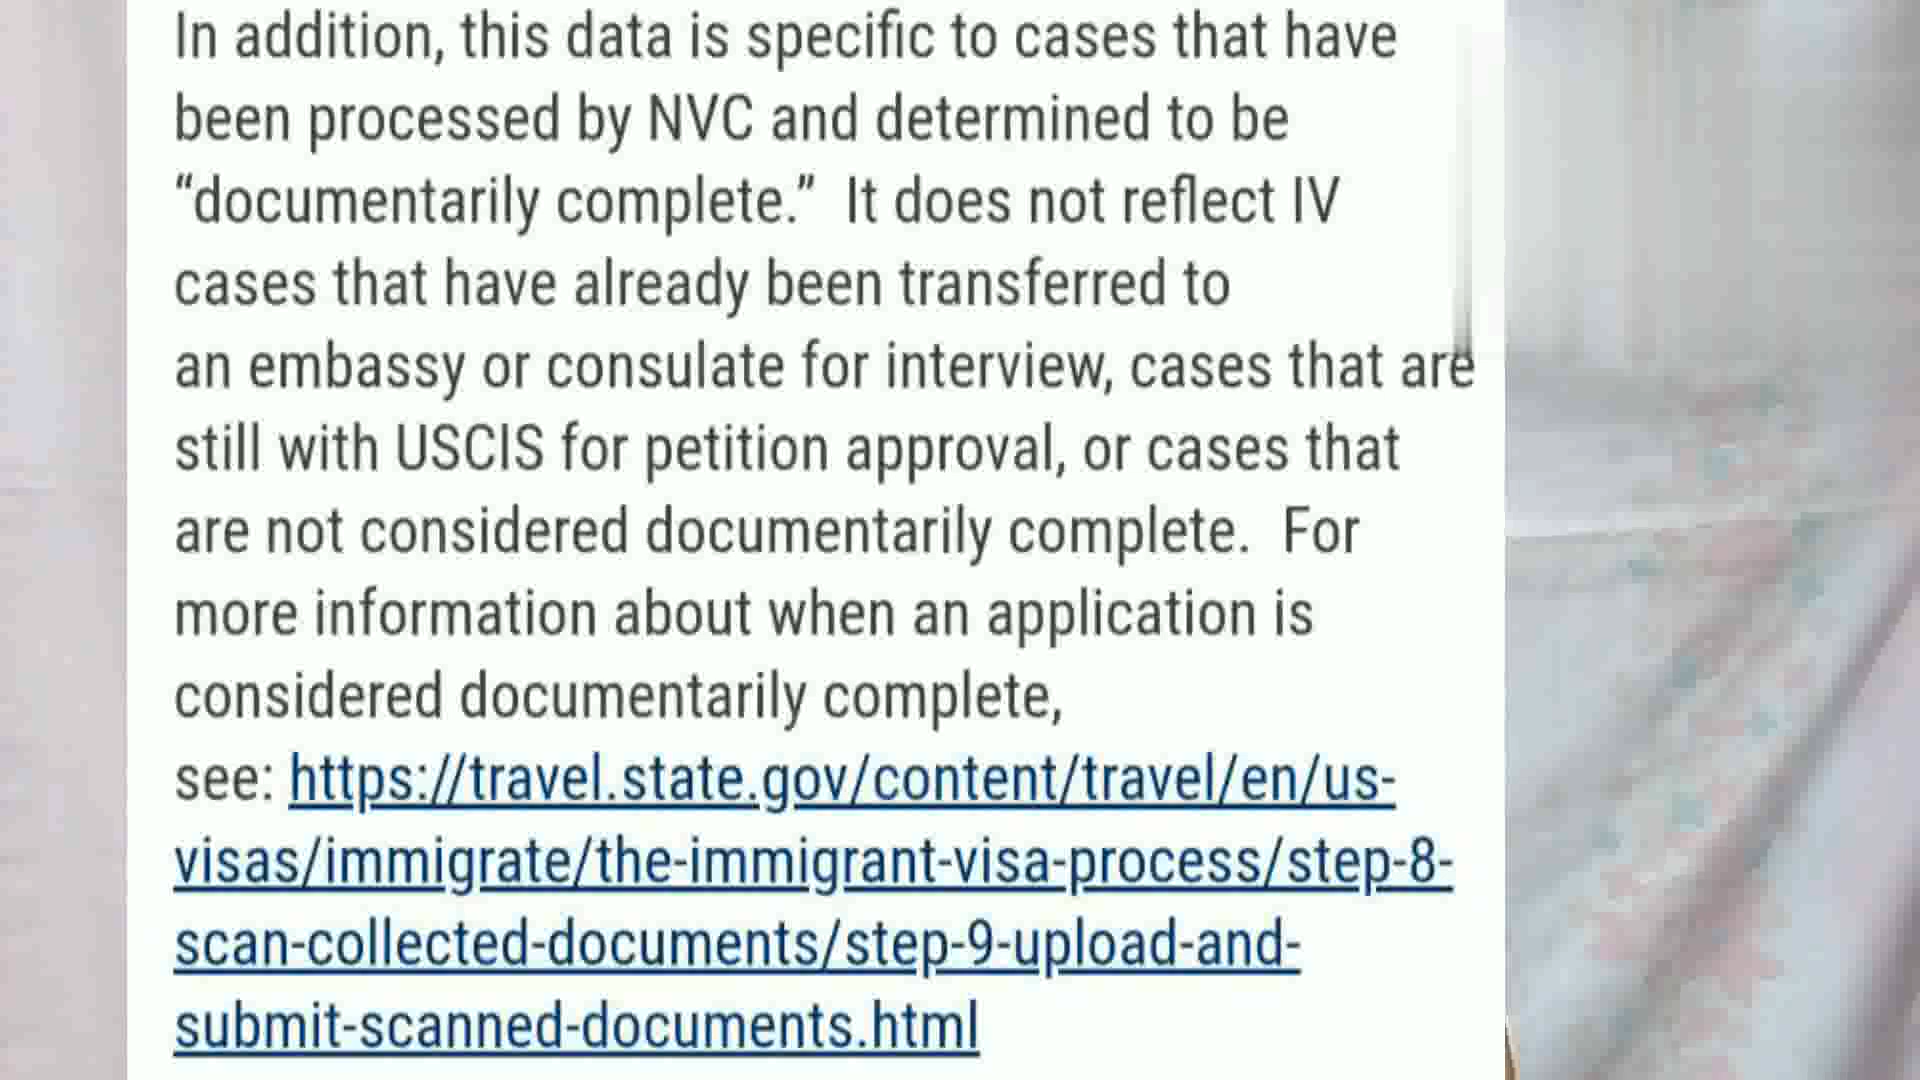 In addition, this data is specific to cases that have
been processed by NVC and determined to be
“documentarily complete.”  It does not reflect IV
cases that have already been transferred to
an embassy or consulate for interview, cases that are
still with USCIS for petition approval, or cases that
are not considered documentarily complete.  For
more information about when an application is
considered documentarily complete,
see: https://travel.state.gov/content/travel/en/us-
visas/immigrate/the-immigrant-visa-process/step-8-
scan-collected-documents/step-9-upload-and-
submit-scanned-documents.html